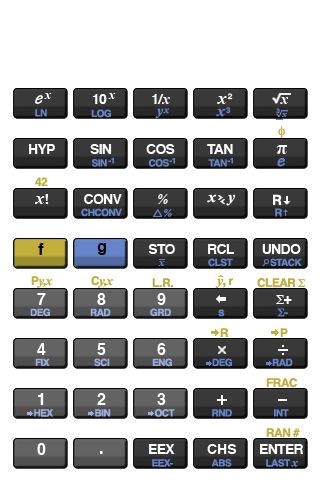 eˣ 10ˣ 1/x x² √x
LN LOG yˣ x³ ∛x
ϕ
HYP SIN COS TAN π
SIN⁻¹ COS⁻¹ TAN⁻¹ e
42
x! CONV % x≷y R↓
CHCONV △% R↑
f g STO RCL UNDO
x̅ CLST STACK
Py,x Cy,x L.R. ŷ, r CLEAR Σ
7 8 9 ← Σ+
DEG RAD GRD s Σ-
→R →P
4 5 6 × ÷
FIX SCI ENG →DEG →RAD
FRAC
1 2 3 + −
→HEX →BIN →OCT RND INT
RAN #
0 . EEX CHS ENTER
EEX- ABS LAST x